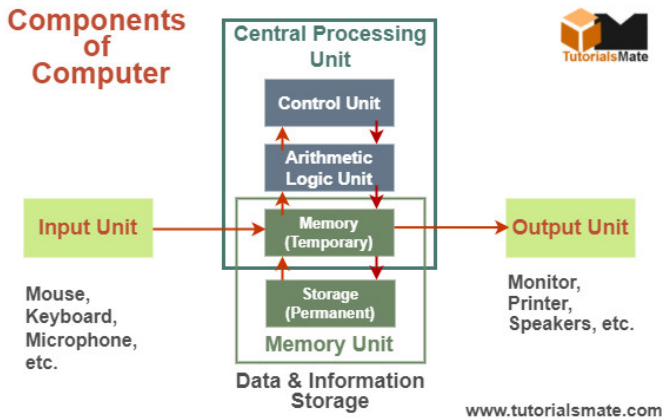 Components
of
Computer
TutorialsMate
Central Processing
Unit
Control Unit
Arithmetic
Logic Unit
Memory
(Temporary)
Storage
(Permanent)
Memory Unit
Data & Information
Storage
Input Unit
Mouse,
Keyboard,
Microphone,
etc.
Output Unit
Monitor,
Printer,
Speakers, etc.
www.tutorialsmate.com